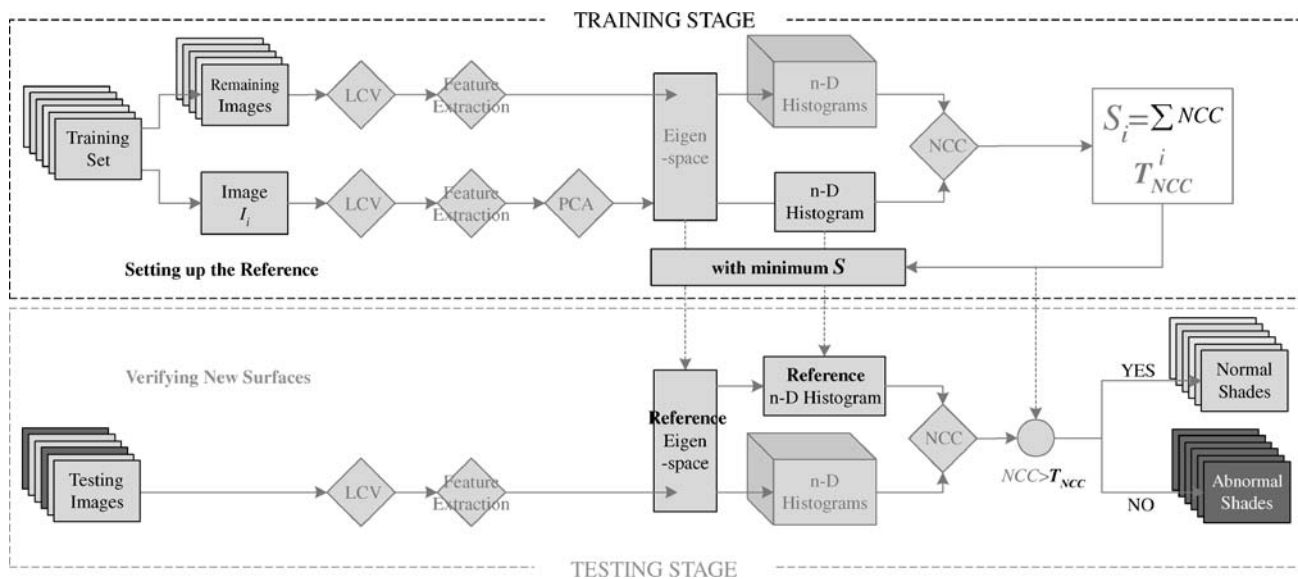 TRAINING STAGE
Remaining
Images
LCV
Feature
Extraction
n-D
Histograms
Training
Set
Eigen
-space
NCC
S_i=∑ NCC
T^i_NCC
Image
I_i
LCV
Feature
Extraction
PCA
n-D
Histogram
Setting up the Reference
with minimum S
Verifying New Surfaces
Reference
n-D Histogram
YES
Normal
Shades
Reference
Eigen
-space
NCC
NCC>T_NCC
Testing
Images
LCV
Feature
Extraction
n-D
Histograms
NO
Abnormal
Shades
TESTING STAGE